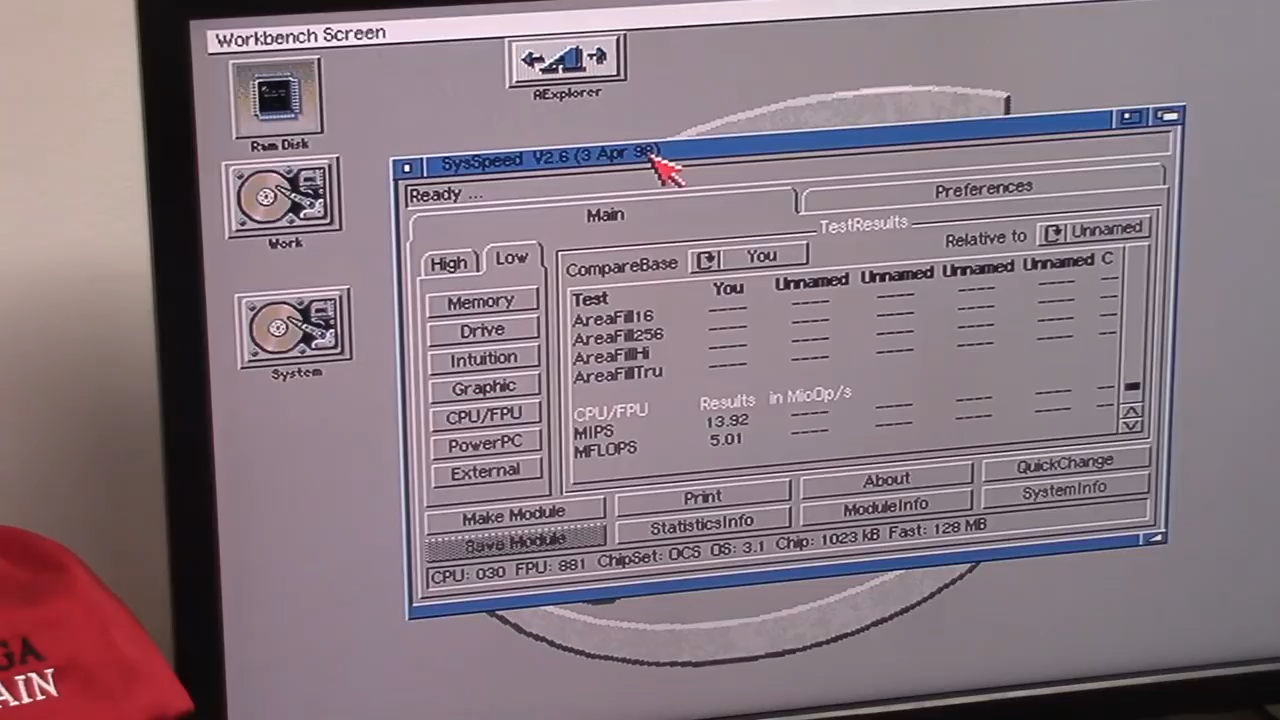 Workbench Screen
Ram Disk
AExplorer
Work
System
SysSpeed V2.6 (3 Apr 98)
Ready ...
Main
Preferences
High
Low
Memory
Drive
Intuition
Graphic
CPU/FPU
PowerPC
External
TestResults
CompareBase You
Relative to Unnamed
Test You Unnamed Unnamed Unnamed Unnamed C
AreaFill16 ---- ---- ---- ---- ---- --
AreaFill256 ---- ---- ---- ---- ----
AreaFillHi ---- ---- ---- ---- ----
AreaFillTru ---- ---- ---- ---- ----
CPU/FPU Results in MioOp/s
MIPS 13.92 ---- ---- ---- ---- --
MFLOPS 5.01 ---- ---- ---- ---- --
Make Module
Print
About
QuickChange
Save Module
StatisticsInfo
ModuleInfo
SystemInfo
CPU: 030 FPU: 881 ChipSet: OCS OS: 3.1 Chip: 1023 kB Fast: 128 MB
GA
AIN